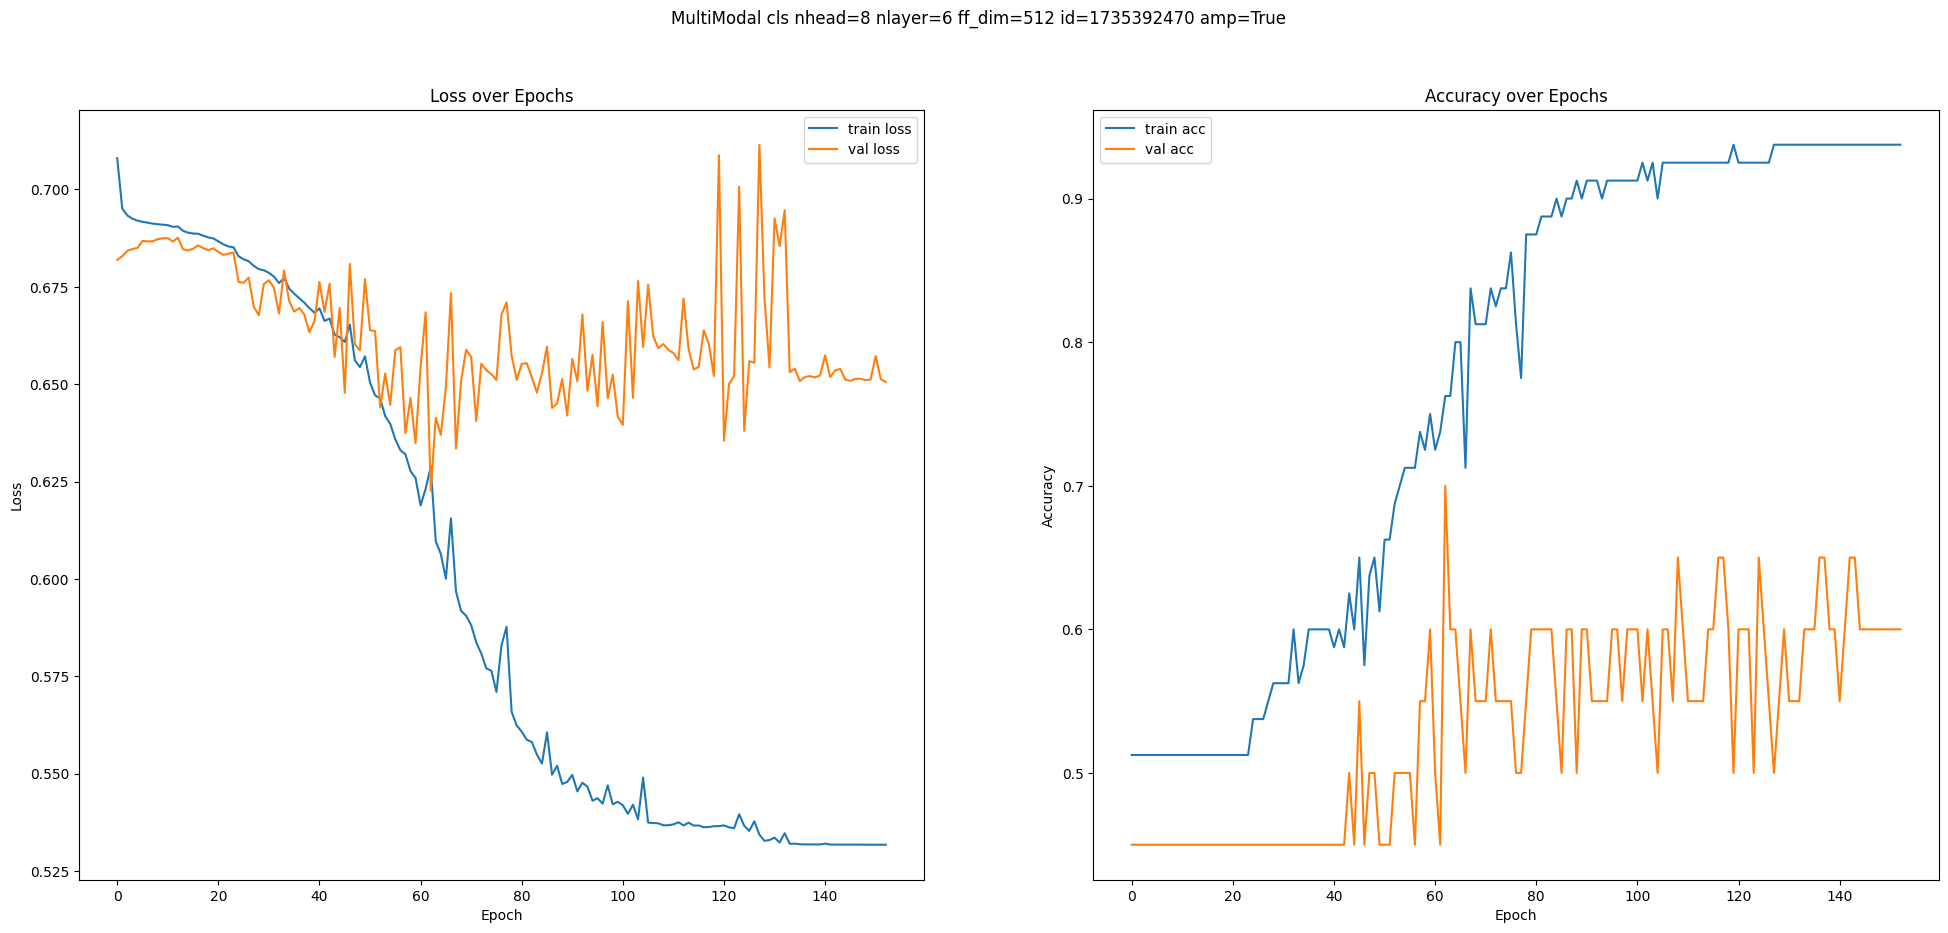 MultiModal cls nhead=8 nlayer=6 ff_dim=512 id=1735392470 amp=True
Loss over Epochs
train loss
val loss
0.700
0.675
0.650
0.625
0.600
0.575
0.550
0.525
Loss
0 20 40 60 80 100 120 140
Epoch
Accuracy over Epochs
train acc
val acc
0.9
0.8
0.7
0.6
0.5
Accuracy
0 20 40 60 80 100 120 140
Epoch